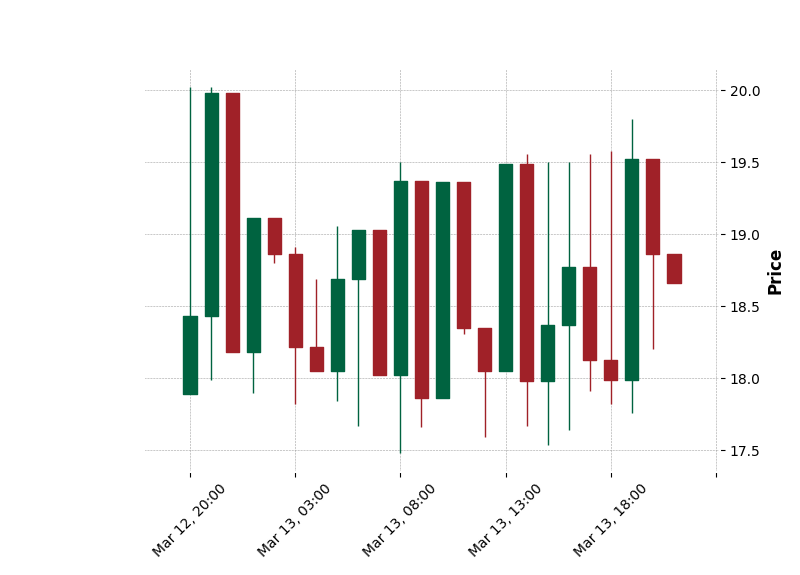 20.0
19.5
19.0
18.5
18.0
17.5
Price
Mar 12, 20:00
Mar 13, 03:00
Mar 13, 08:00
Mar 13, 13:00
Mar 13, 18:00